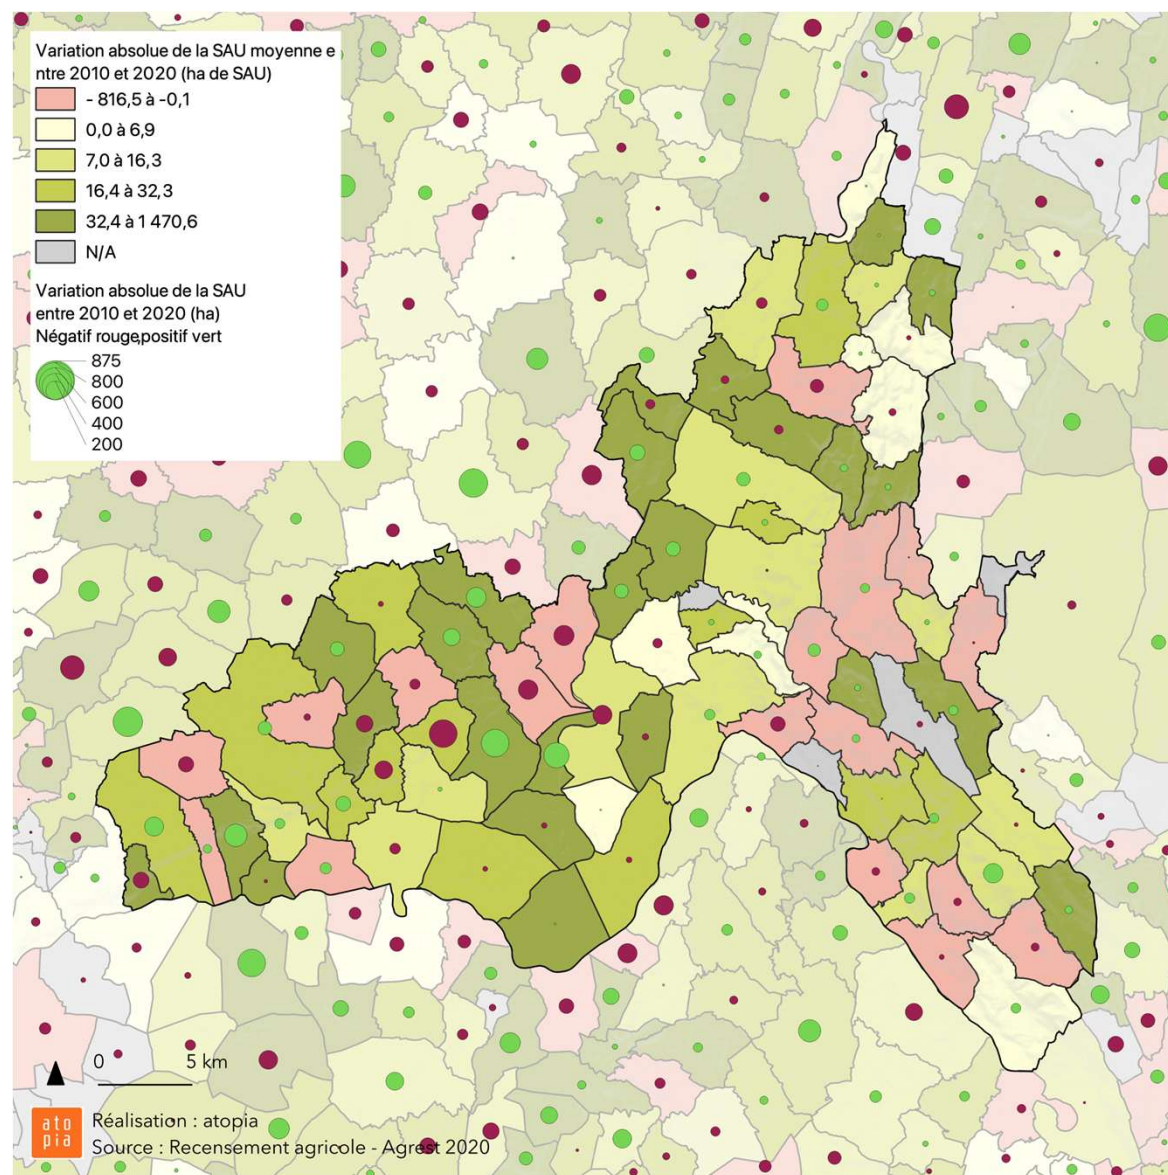 Variation absolue de la SAU moyenne e
ntre 2010 et 2020 (ha de SAU)
- 816,5 à -0,1
0,0 à 6,9
7,0 à 16,3
16,4 à 32,3
32,4 à 1 470,6
N/A
Variation absolue de la SAU
entre 2010 et 2020 (ha)
Négatif rouge,positif vert
875
800
600
400
200
0 5 km
ato
pia
Réalisation : atopia
Source : Recensement agricole - Agrest 2020